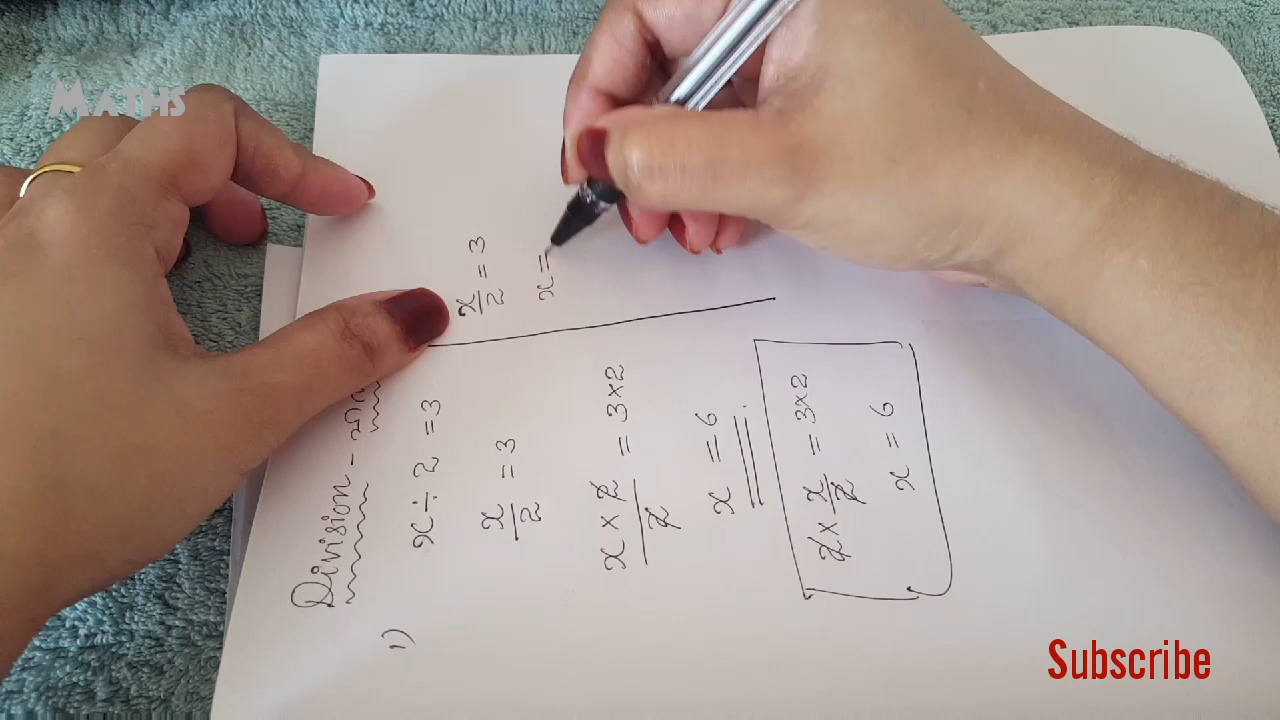 Maths
Division -
1) x ÷ 2 = 3
x/2 = 3
x × 2/2 = 3×2
x = 6
2 × x/2 = 3×2
x = 6
x/2 = 3
x =
Subscribe